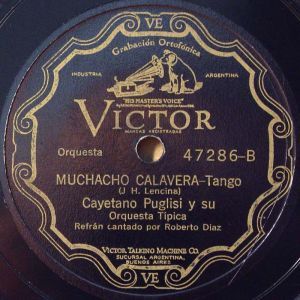 VE
Grabación Ortofónica
INDUSTRIA ARGENTINA
"HIS MASTER'S VOICE"
VICTOR
MARCAS REGISTRADAS
Orquesta 47286-B
MUCHACHO CALAVERA-Tango
(J H. Lencina)
Cayetano Puglisi y su
Orquesta Típica
Refrán cantado por Roberto Diaz
VICTOR TALKING MACHINE CO.
SUCURSAL ARGENTINA,
BUENOS AIRES
VE